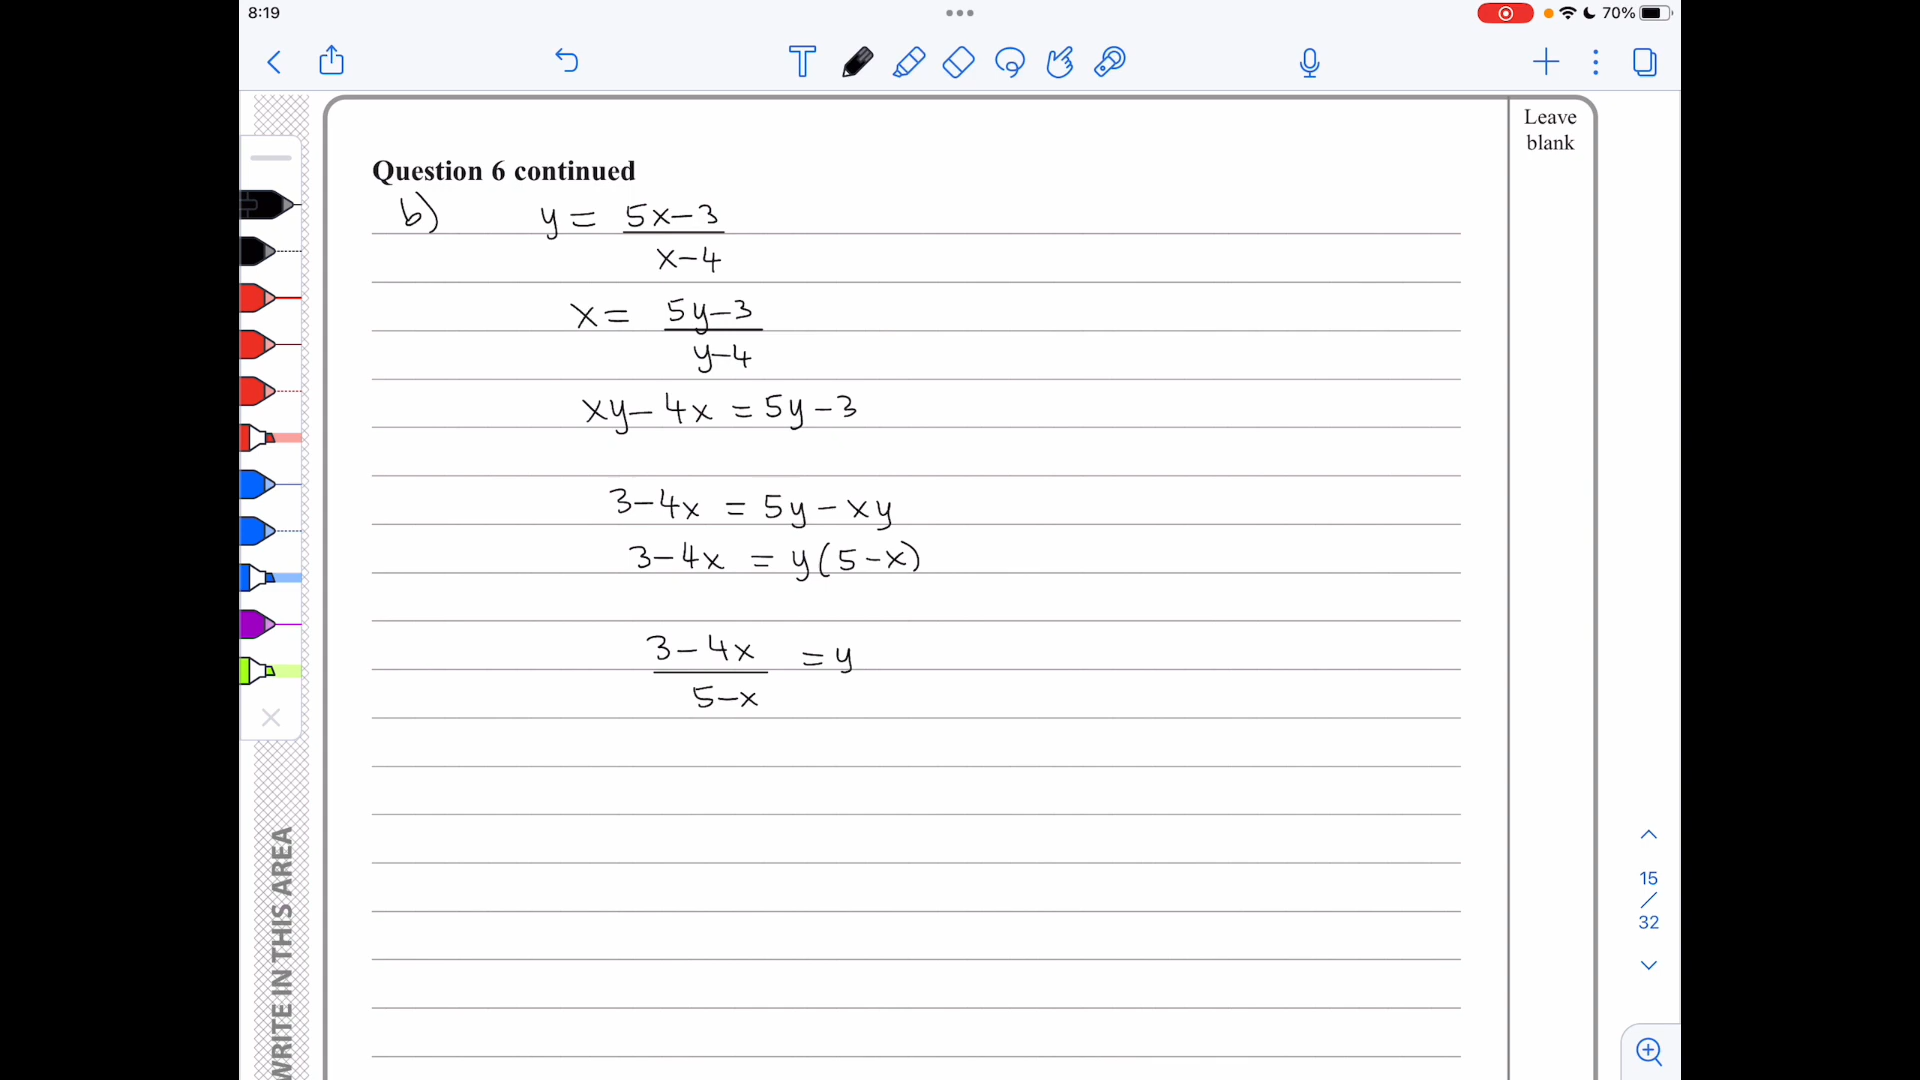 8:19
70%
T
Leave
blank
Question 6 continued
b) y = 5x-3
x-4
x = 5y-3
y-4
xy - 4x = 5y - 3
3-4x = 5y - xy
3-4x = y(5-x)
3-4x = y
5-x
15
/
32
WRITE IN THIS AREA